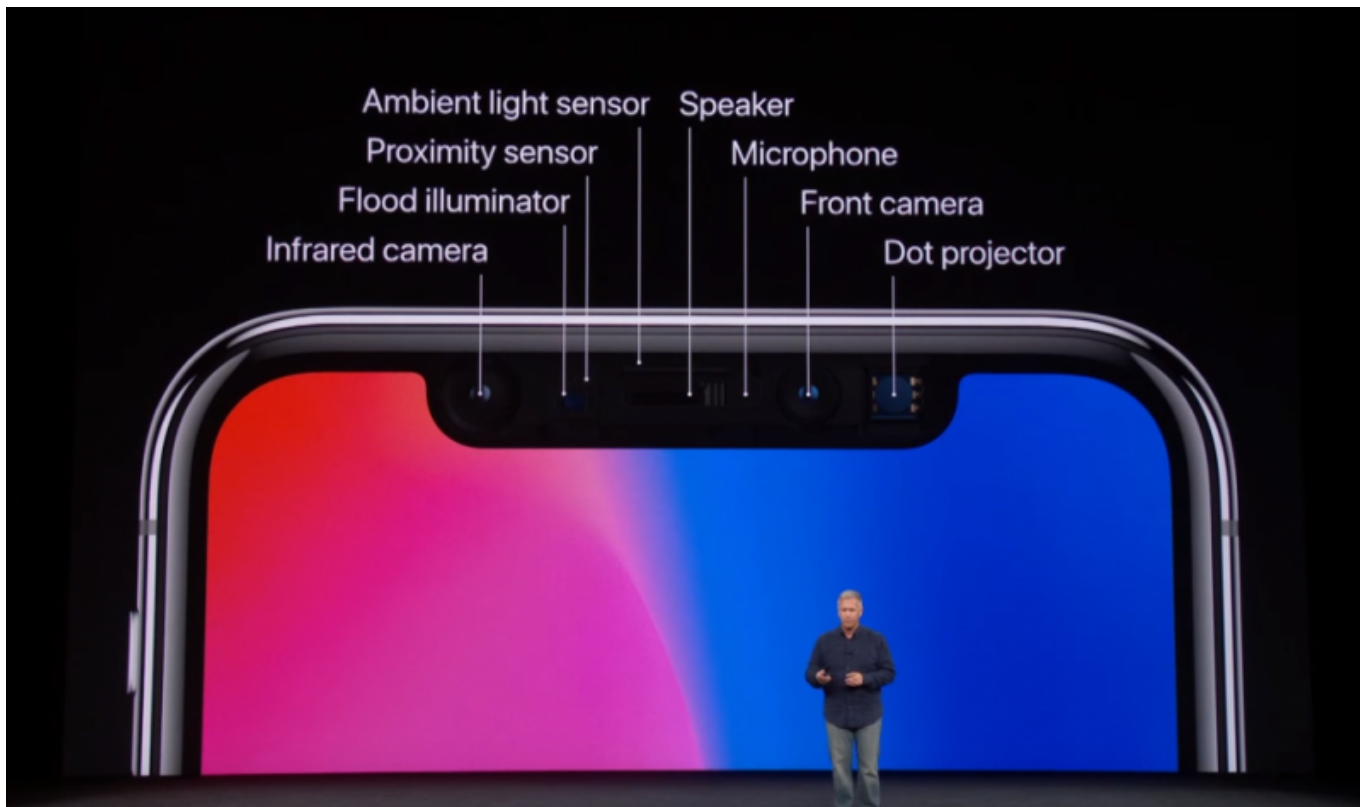 Ambient light sensor
Speaker
Proximity sensor
Microphone
Flood illuminator
Front camera
Infrared camera
Dot projector